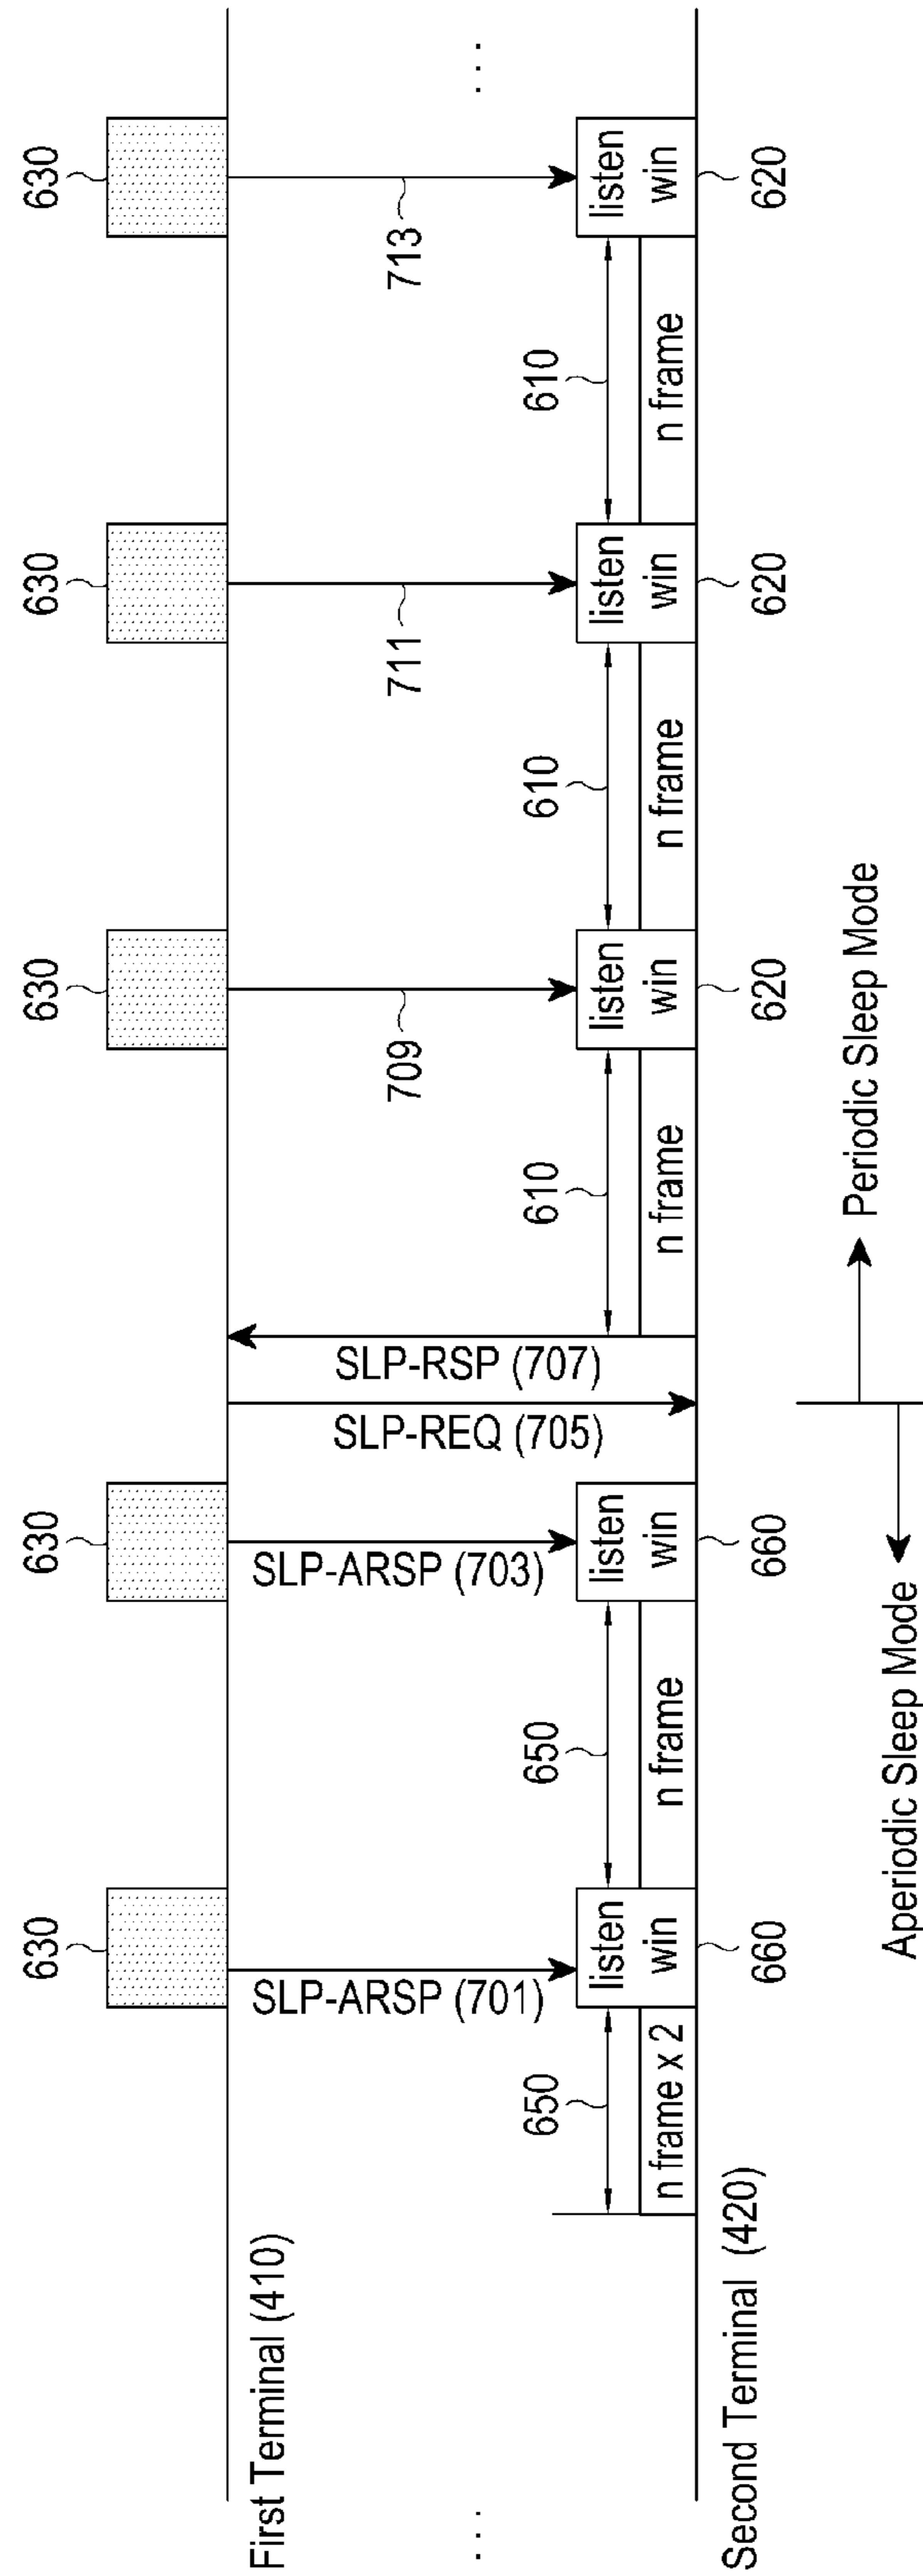 630
630
630
630
630
First Terminal (410)
...
...
SLP-ARSP (701)
SLP-ARSP (703)
SLP-REQ (705)
SLP-RSP (707)
709
711
713
650
650
610
610
610
n frame x 2
listen
win
n frame
listen
win
n frame
listen
win
n frame
listen
win
n frame
listen
win
Second Terminal (420)
660
660
620
620
620
Periodic Sleep Mode
Aperiodic Sleep Mode